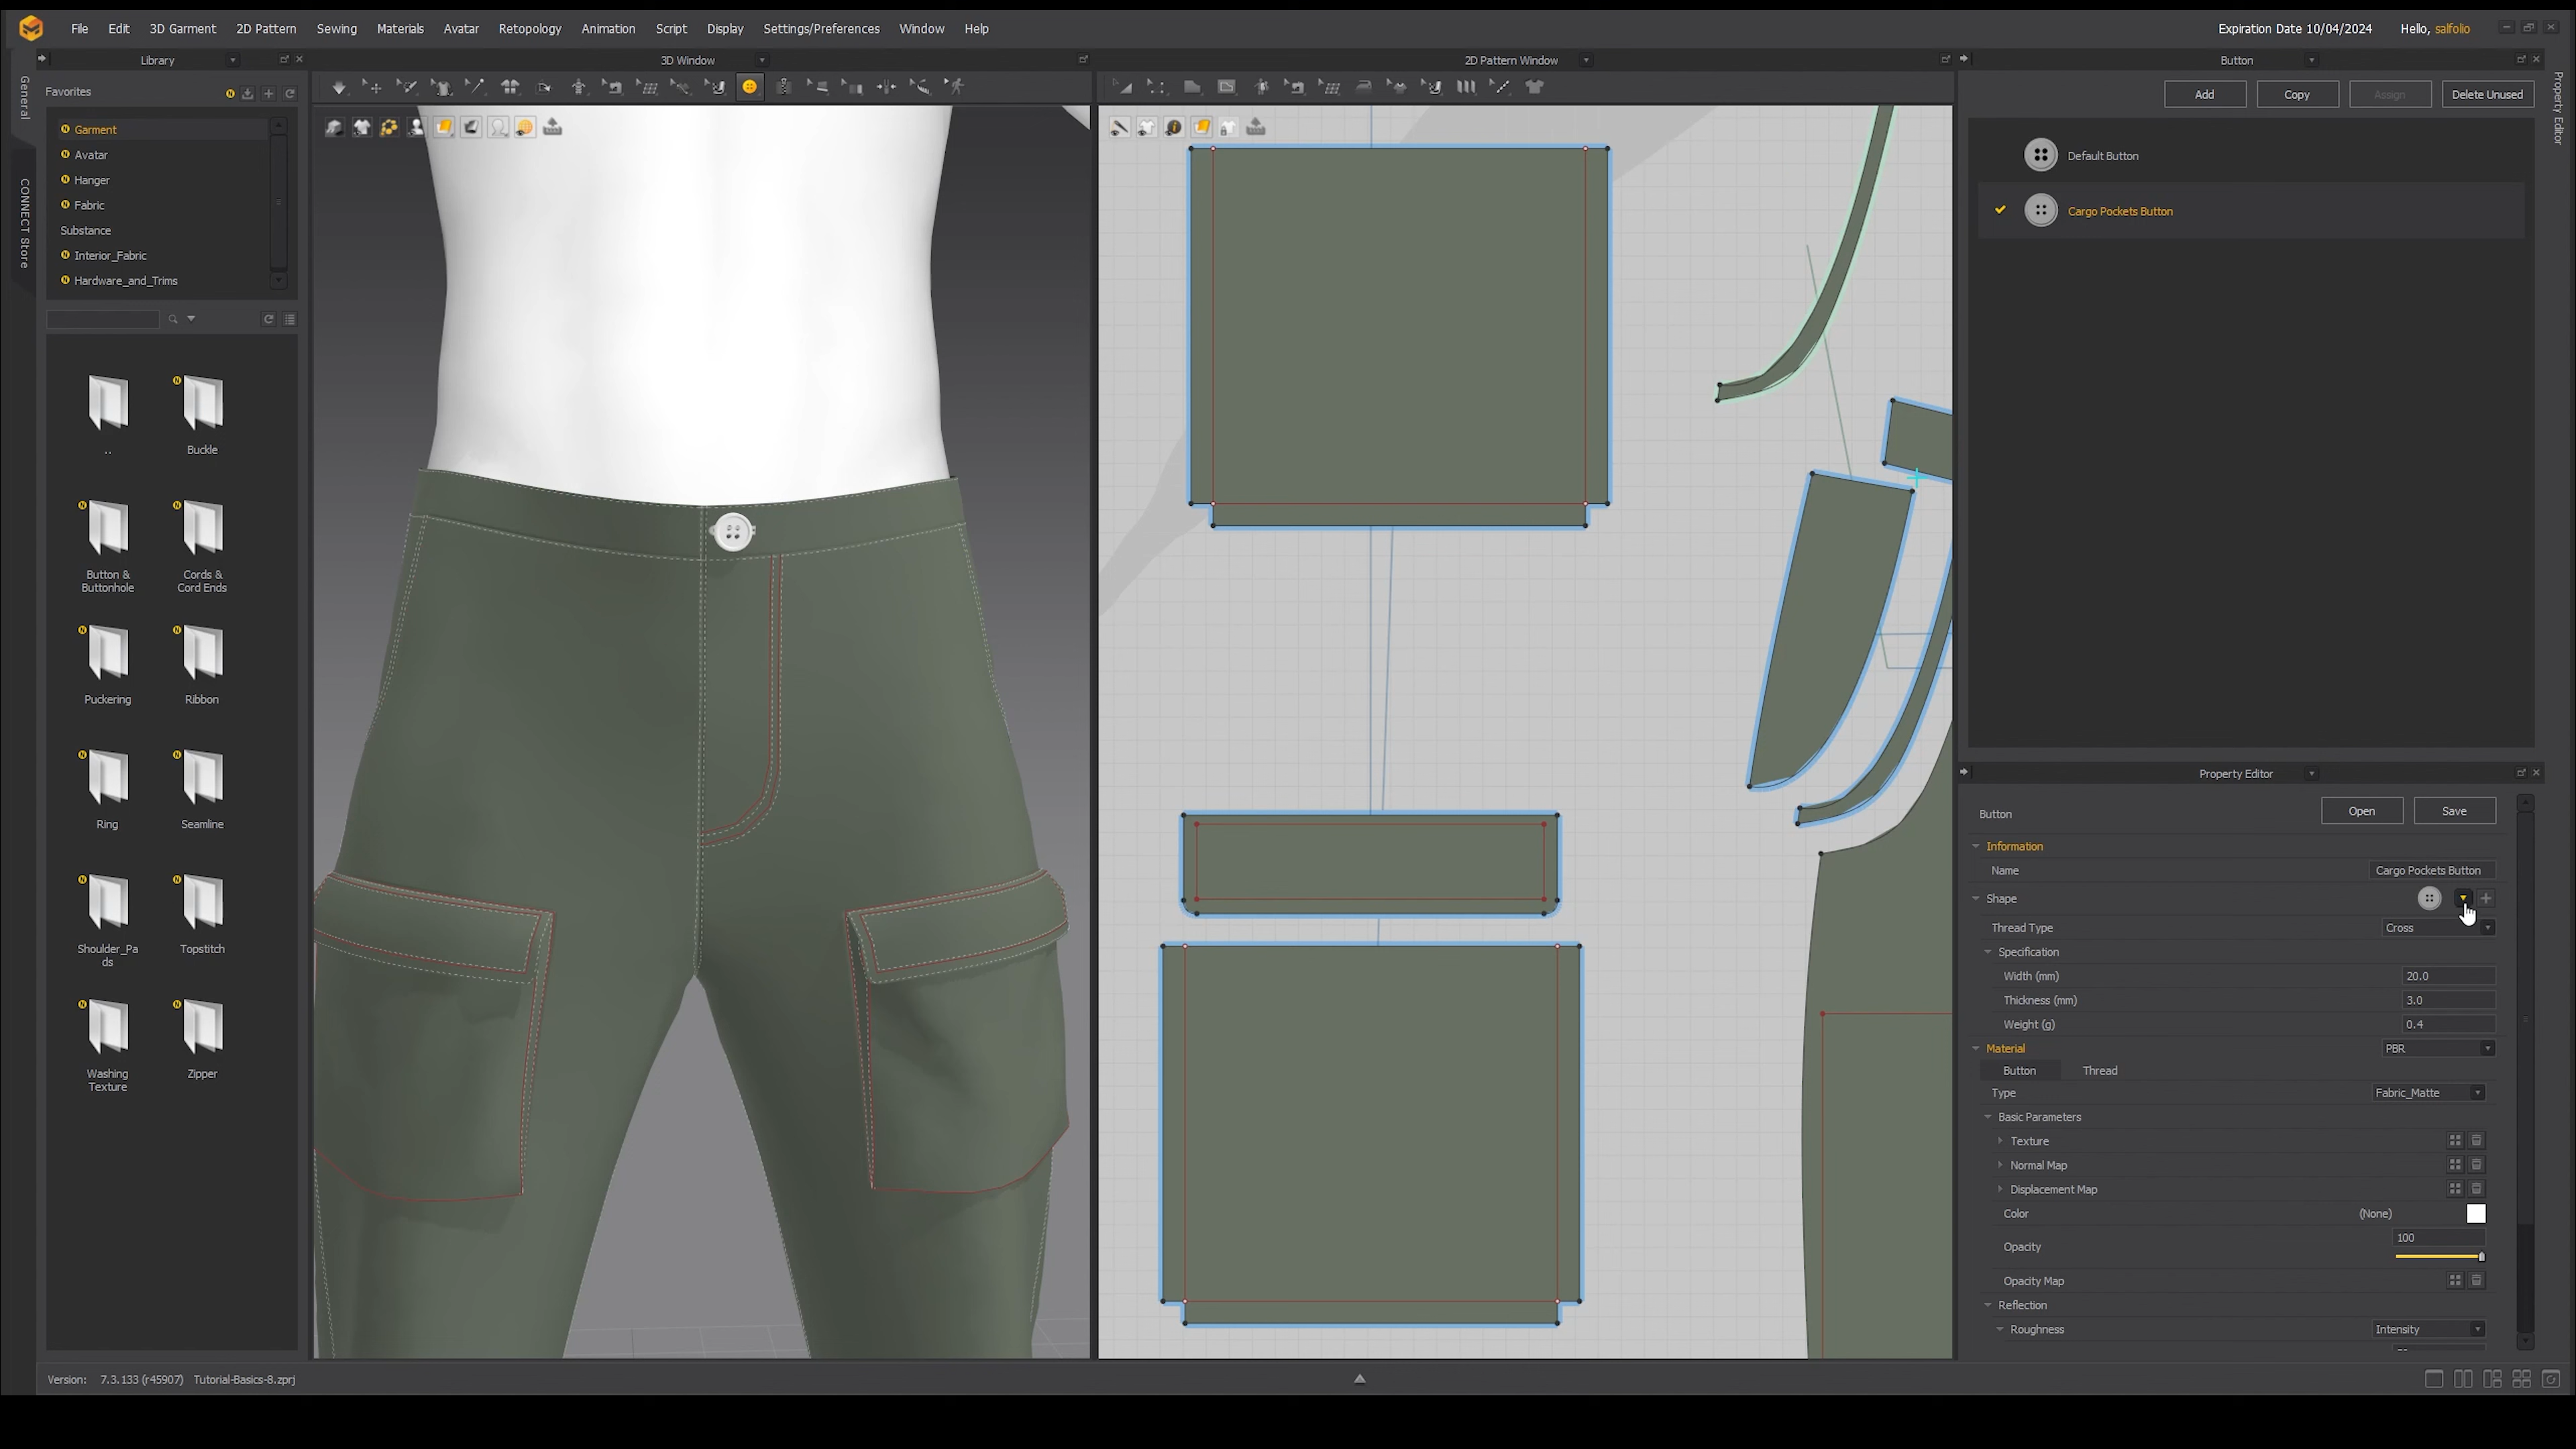 File Edit 3D Garment 2D Pattern Sewing Materials Avatar Retopology Animation Script Display Settings/Preferences Window Help
Expiration Date 10/04/2024 Hello, salfolio
Library
3D Window
2D Pattern Window
Button
General
CONNECT Store
Property Editor
Favorites
Garment
Avatar
Hanger
Fabric
Substance
Interior_Fabric
Hardware_and_Trims
..
Buckle
Button &
Buttonhole
Cords &
Cord Ends
Puckering
Ribbon
Ring
Seamline
Shoulder_Pa
ds
Topstitch
Washing
Texture
Zipper
Add Copy Assign Delete Unused
Default Button
Cargo Pockets Button
Property Editor
Button Open Save
Information
Name Cargo Pockets Button
Shape
Thread Type Cross
Specification
Width (mm) 20.0
Thickness (mm) 3.0
Weight (g) 0.4
Material PBR
Button Thread
Type Fabric_Matte
Basic Parameters
Texture
Normal Map
Displacement Map
Color (None)
Opacity 100
Opacity Map
Reflection
Roughness Intensity
Version: 7.3.133 (r45907) Tutorial-Basics-8.zprj